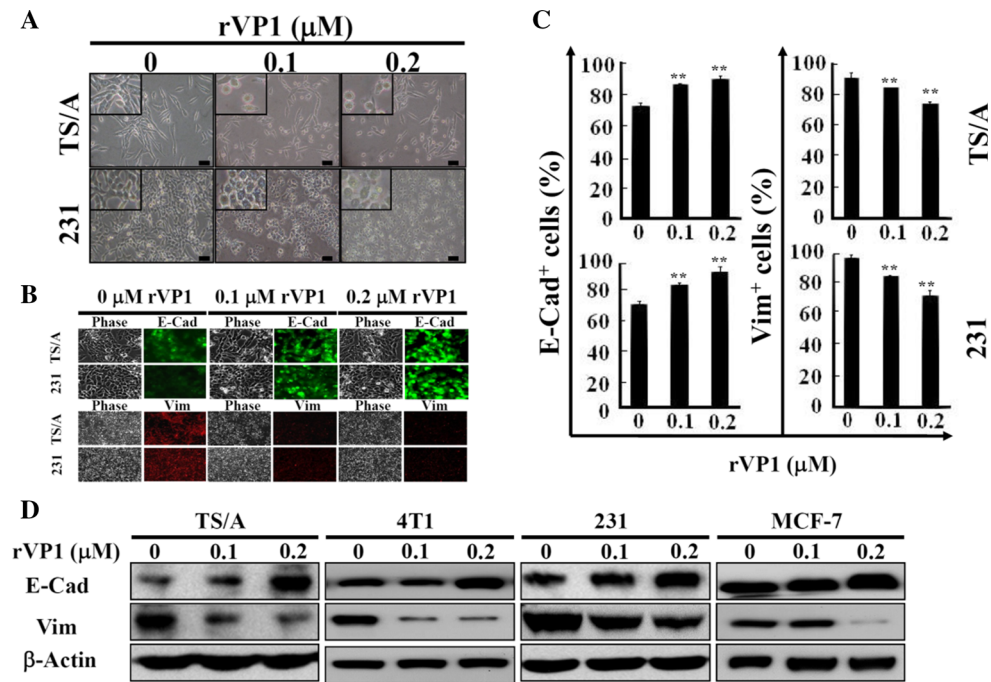 A
rVP1 (μM)
0 0.1 0.2
TS/A
231
B
0 μM rVP1 0.1 μM rVP1 0.2 μM rVP1
Phase E-Cad Phase E-Cad Phase E-Cad
TS/A
231
Phase Vim Phase Vim Phase Vim
TS/A
231
C
E-Cad+ cells (%)
100
80
60
40
20
0
** **
0 0.1 0.2
100
80
60
40
20
0
** **
0 0.1 0.2
Vim+ cells (%)
100
80
60
40
20
0
** **
0 0.1 0.2
TS/A
100
80
60
40
20
0
** **
0 0.1 0.2
231
rVP1 (μM)
D
TS/A 4T1 231 MCF-7
rVP1 (μM) 0 0.1 0.2 0 0.1 0.2 0 0.1 0.2 0 0.1 0.2
E-Cad
Vim
β-Actin